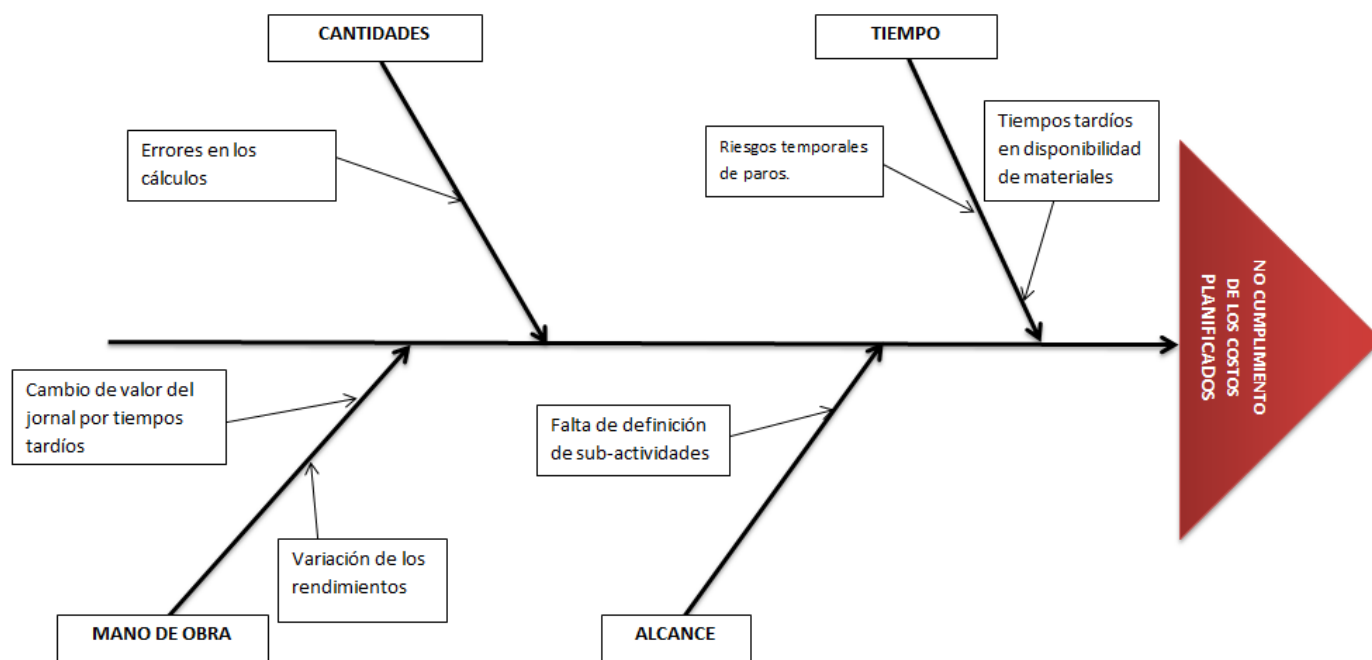 CANTIDADES
TIEMPO
Errores en los
cálculos
Riesgos temporales
de paros.
Tiempos tardíos
en disponibilidad
de materiales
NO CUMPLIMIENTO
DE LOS COSTOS
PLANIFICADOS
Cambio de valor del
jornal por tiempos
tardíos
Falta de definición
de sub-actividades
Variación de los
rendimientos
MANO DE OBRA
ALCANCE